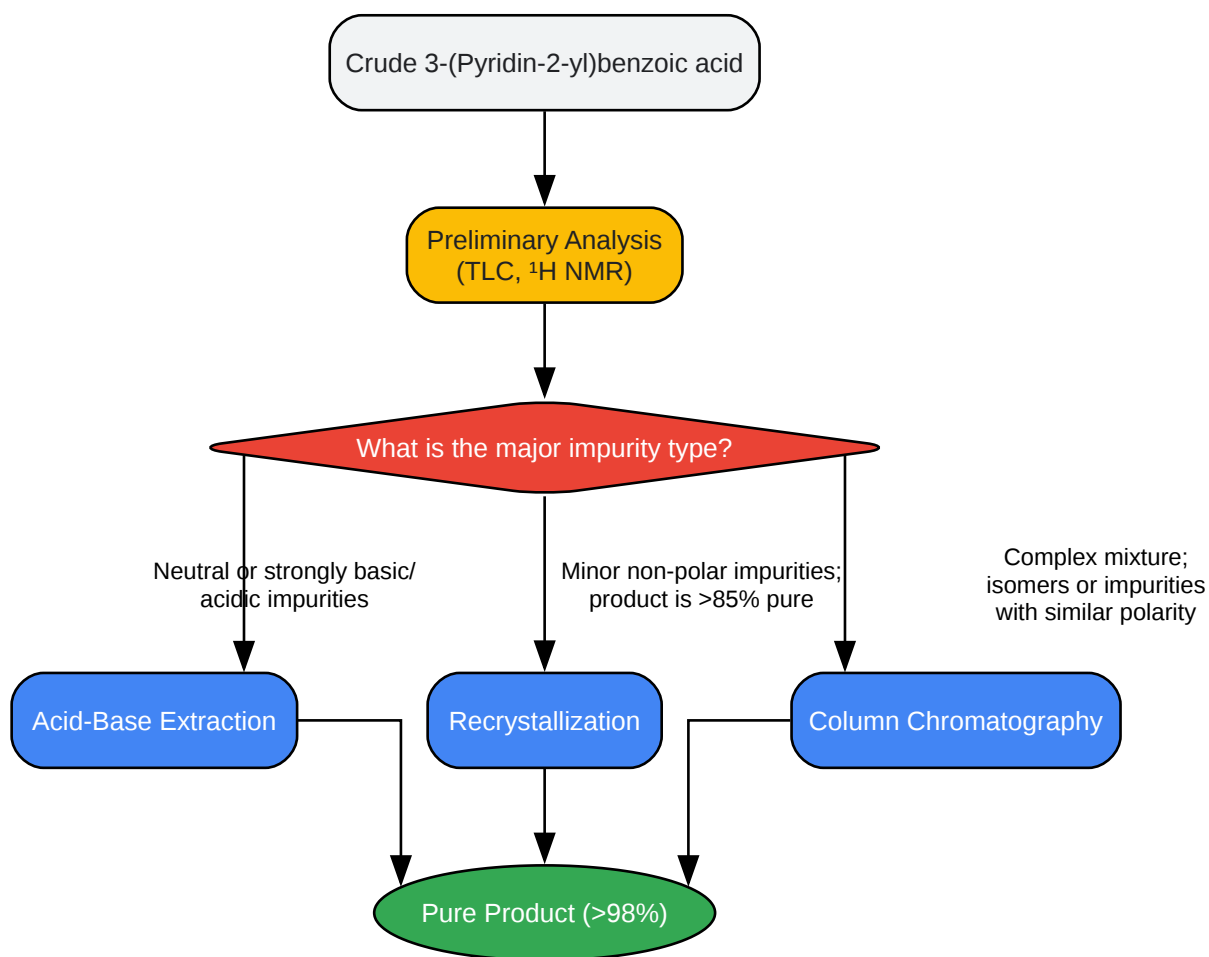 Crude 3-(Pyridin-2-yl)benzoic acid
Preliminary Analysis
(TLC, ¹H NMR)
What is the major impurity type?
Neutral or strongly basic/
acidic impurities
Minor non-polar impurities;
product is >85% pure
Complex mixture;
isomers or impurities
with similar polarity
Acid-Base Extraction
Recrystallization
Column Chromatography
Pure Product (>98%)